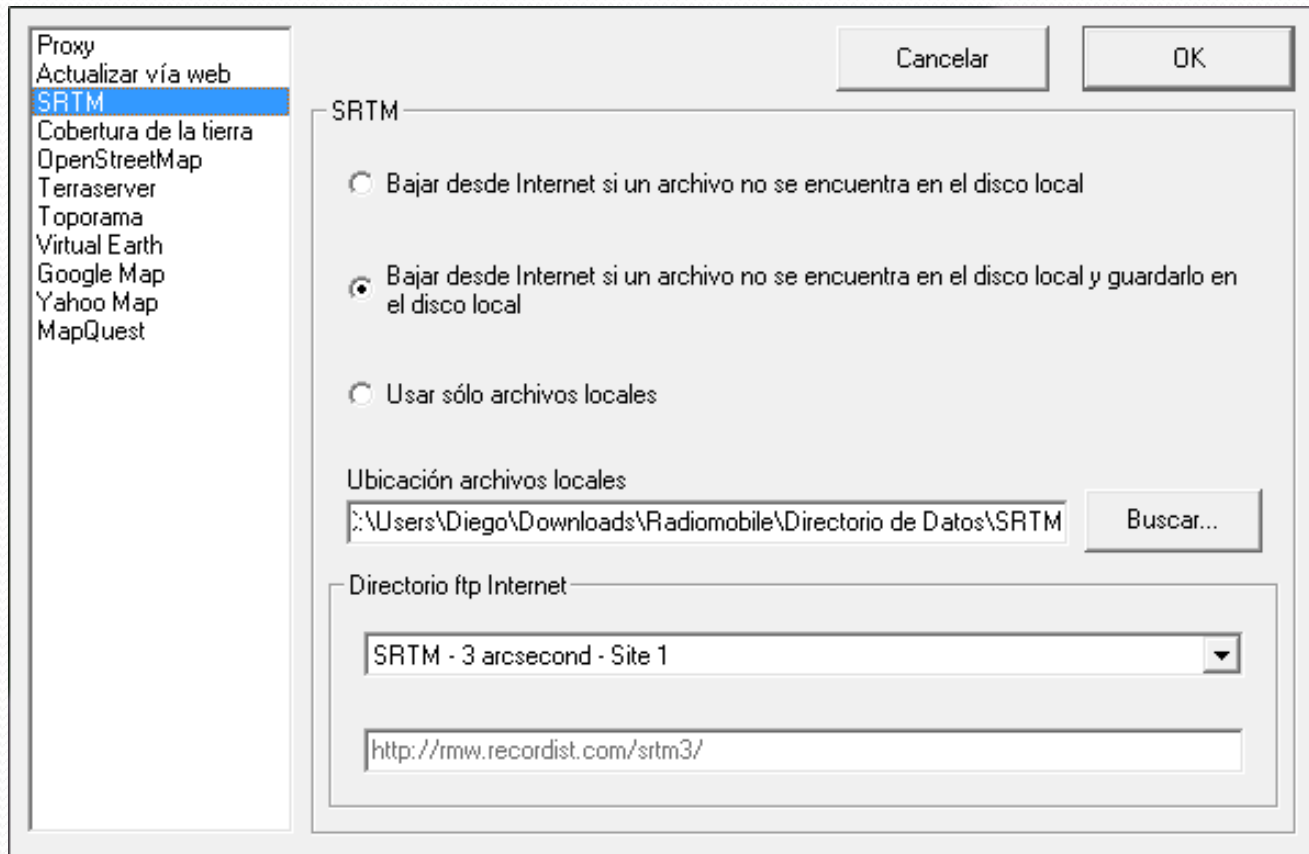 Proxy
Actualizar vía web
SRTM
Cobertura de la tierra
OpenStreetMap
Terraserver
Toporama
Virtual Earth
Google Map
Yahoo Map
MapQuest
Cancelar
OK
SRTM
Bajar desde Internet si un archivo no se encuentra en el disco local
Bajar desde Internet si un archivo no se encuentra en el disco local y guardarlo en
el disco local
Usar sólo archivos locales
Ubicación archivos locales
:\Users\Diego\Downloads\Radiomobile\Directorio de Datos\SRTM
Buscar...
Directorio ftp Internet
SRTM - 3 arcsecond - Site 1
http://rmw.recordist.com/srtm3/